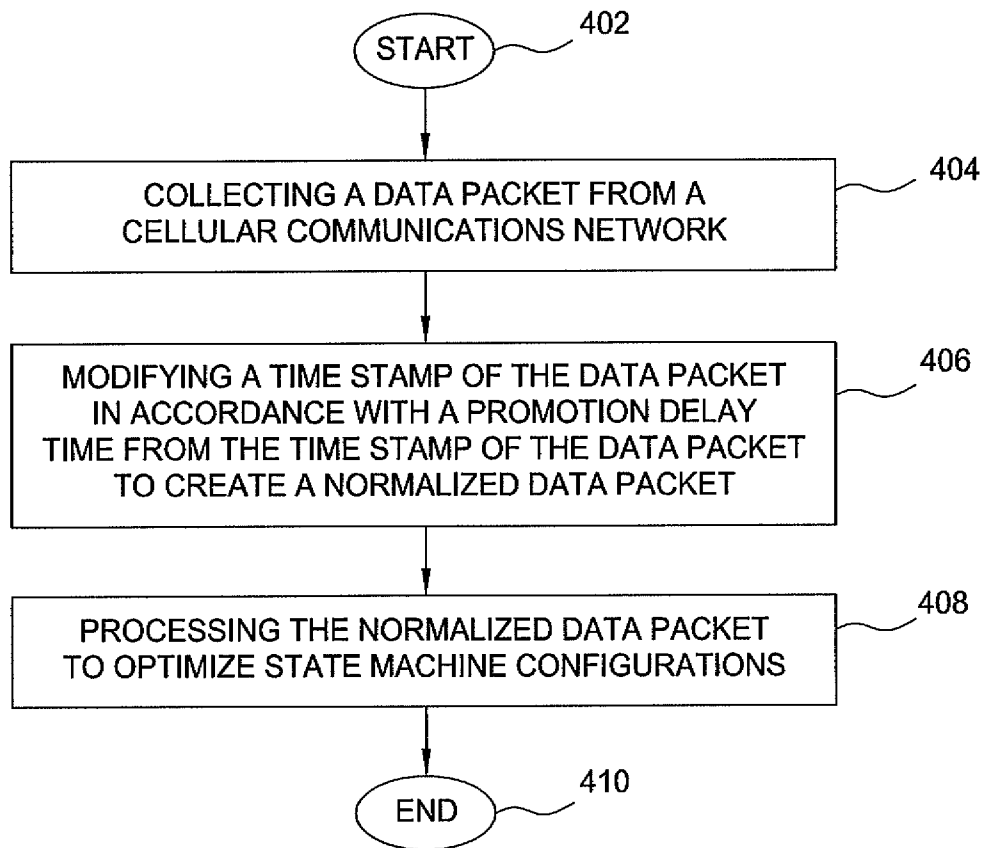 START
402
COLLECTING A DATA PACKET FROM A
CELLULAR COMMUNICATIONS NETWORK
404
MODIFYING A TIME STAMP OF THE DATA PACKET
IN ACCORDANCE WITH A PROMOTION DELAY
TIME FROM THE TIME STAMP OF THE DATA PACKET
TO CREATE A NORMALIZED DATA PACKET
406
PROCESSING THE NORMALIZED DATA PACKET
TO OPTIMIZE STATE MACHINE CONFIGURATIONS
408
END
410